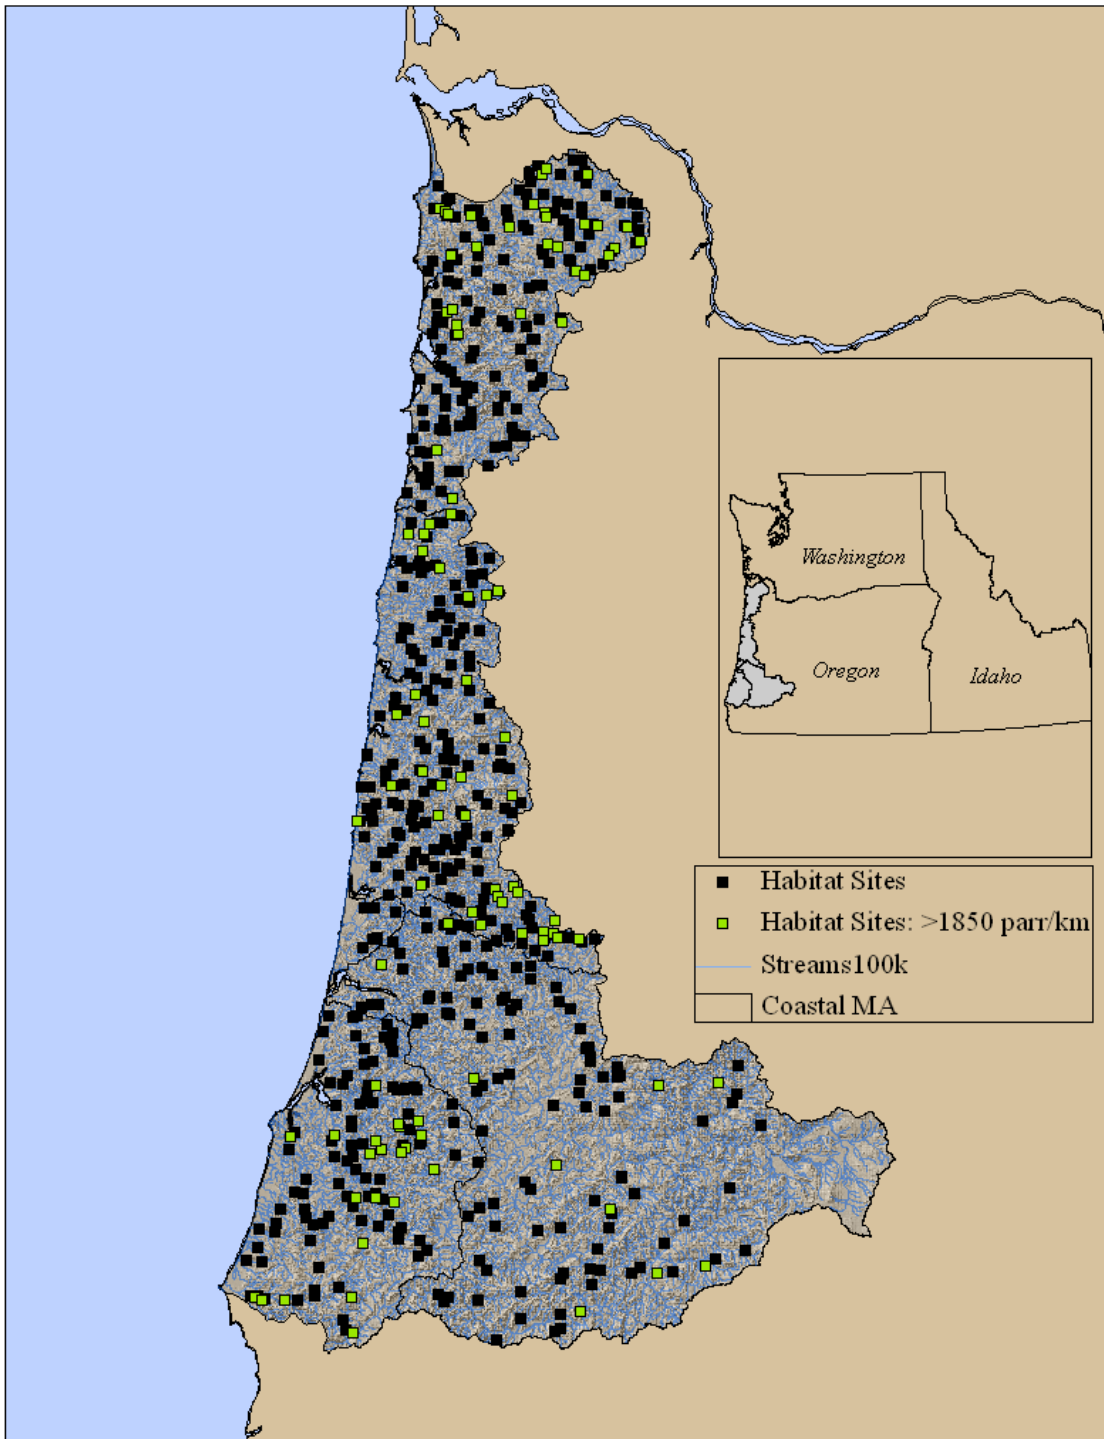 Washington
Oregon
Idaho
Habitat Sites
Habitat Sites: >1850 parr/km
Streams100k
Coastal MA